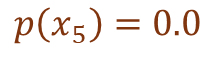 p(x₅) = 0.0